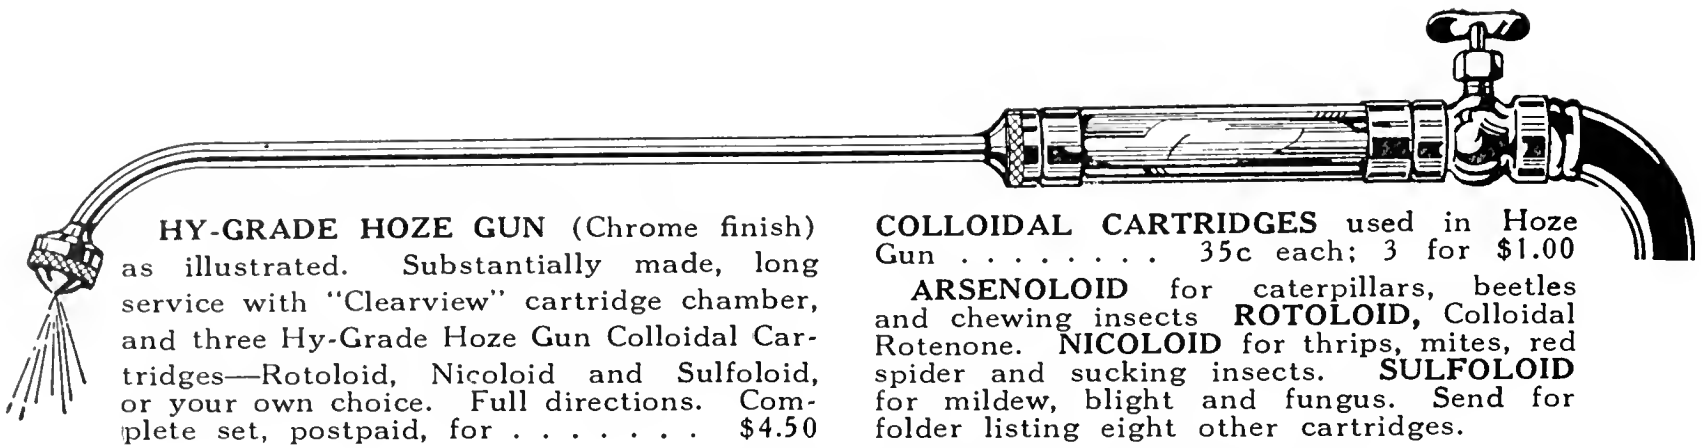 HY-GRADE HOZE GUN (Chrome finish)
as illustrated. Substantially made, long
service with "Clearview" cartridge chamber,
and three Hy-Grade Hoze Gun Colloidal Car-
tridges—Rotoloid, Nicoloid and Sulfoloid,
or your own choice. Full directions. Com-
plete set, postpaid, for . . . . . . . $4.50
COLLOIDAL CARTRIDGES used in Hoze
Gun . . . . . . . . . 35c each; 3 for $1.00
ARSENOLOID for caterpillars, beetles
and chewing insects ROTOLOID, Colloidal
Rotenone. NICOLOID for thrips, mites, red
spider and sucking insects. SULFOLOID
for mildew, blight and fungus. Send for
folder listing eight other cartridges.